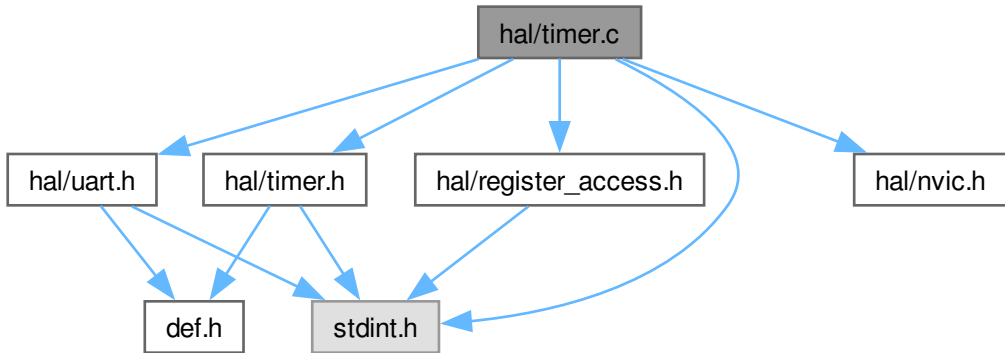 hal/timer.c
hal/uart.h
hal/timer.h
hal/register_access.h
hal/nvic.h
def.h
stdint.h